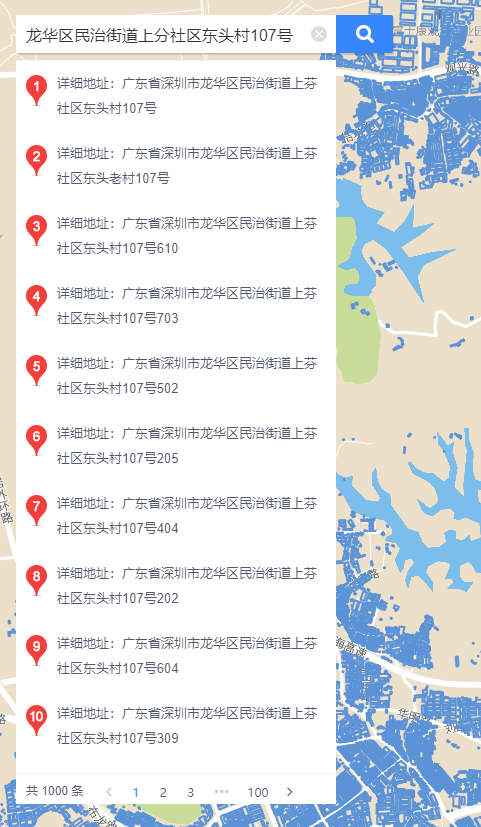 龙华区民治街道上分社区东头村107号
1 详细地址：广东省深圳市龙华区民治街道上芬
社区东头村107号
2 详细地址：广东省深圳市龙华区民治街道上芬
社区东头老村107号
3 详细地址：广东省深圳市龙华区民治街道上芬
社区东头村107号610
4 详细地址：广东省深圳市龙华区民治街道上芬
社区东头村107号703
5 详细地址：广东省深圳市龙华区民治街道上芬
社区东头村107号502
6 详细地址：广东省深圳市龙华区民治街道上芬
社区东头村107号205
7 详细地址：广东省深圳市龙华区民治街道上芬
社区东头村107号404
8 详细地址：广东省深圳市龙华区民治街道上芬
社区东头村107号202
9 详细地址：广东省深圳市龙华区民治街道上芬
社区东头村107号604
10 详细地址：广东省深圳市龙华区民治街道上芬
社区东头村107号309
共 1000 条 < 1 2 3 ••• 100 >
观光路
海高速
布龙路